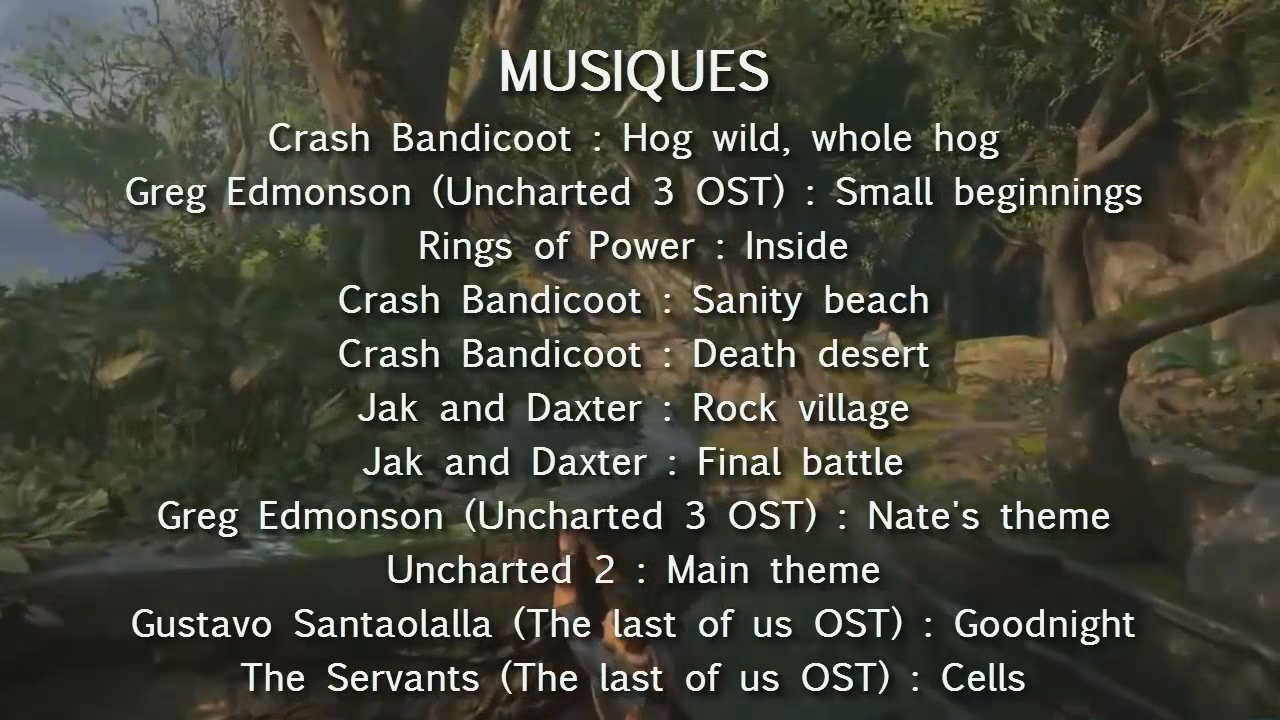 MUSIQUES
Crash Bandicoot : Hog wild, whole hog
Greg Edmonson (Uncharted 3 OST) : Small beginnings
Rings of Power : Inside
Crash Bandicoot : Sanity beach
Crash Bandicoot : Death desert
Jak and Daxter : Rock village
Jak and Daxter : Final battle
Greg Edmonson (Uncharted 3 OST) : Nate's theme
Uncharted 2 : Main theme
Gustavo Santaolalla (The last of us OST) : Goodnight
The Servants (The last of us OST) : Cells